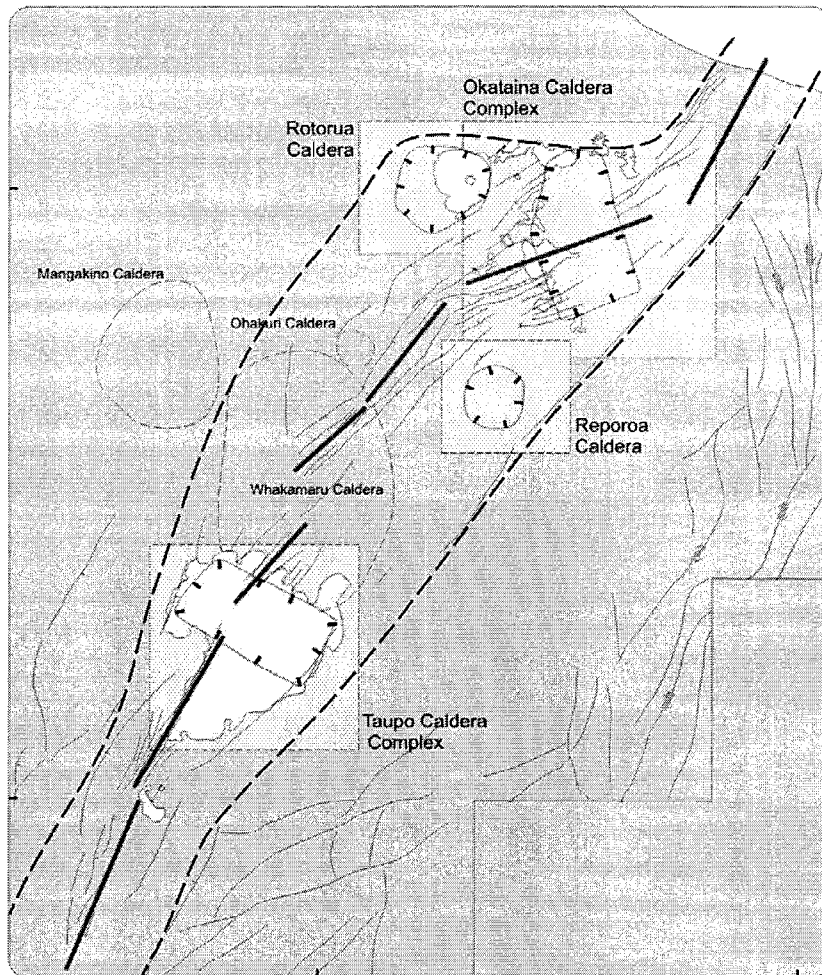 Okataina Caldera
Complex
Rotorua
Caldera
Mangakino Caldera
Ohakuri Caldera
Reporoa
Caldera
Whakamaru Caldera
Taupo Caldera
Complex